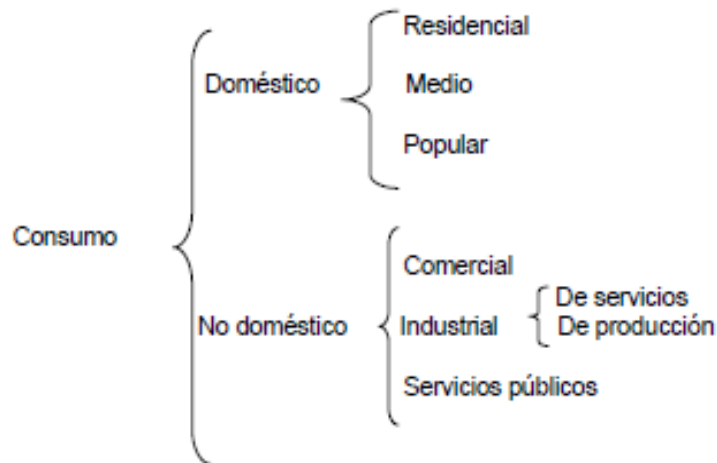 Consumo
Doméstico
Residencial
Medio
Popular
No doméstico
Comercial
Industrial
De servicios
De producción
Servicios públicos